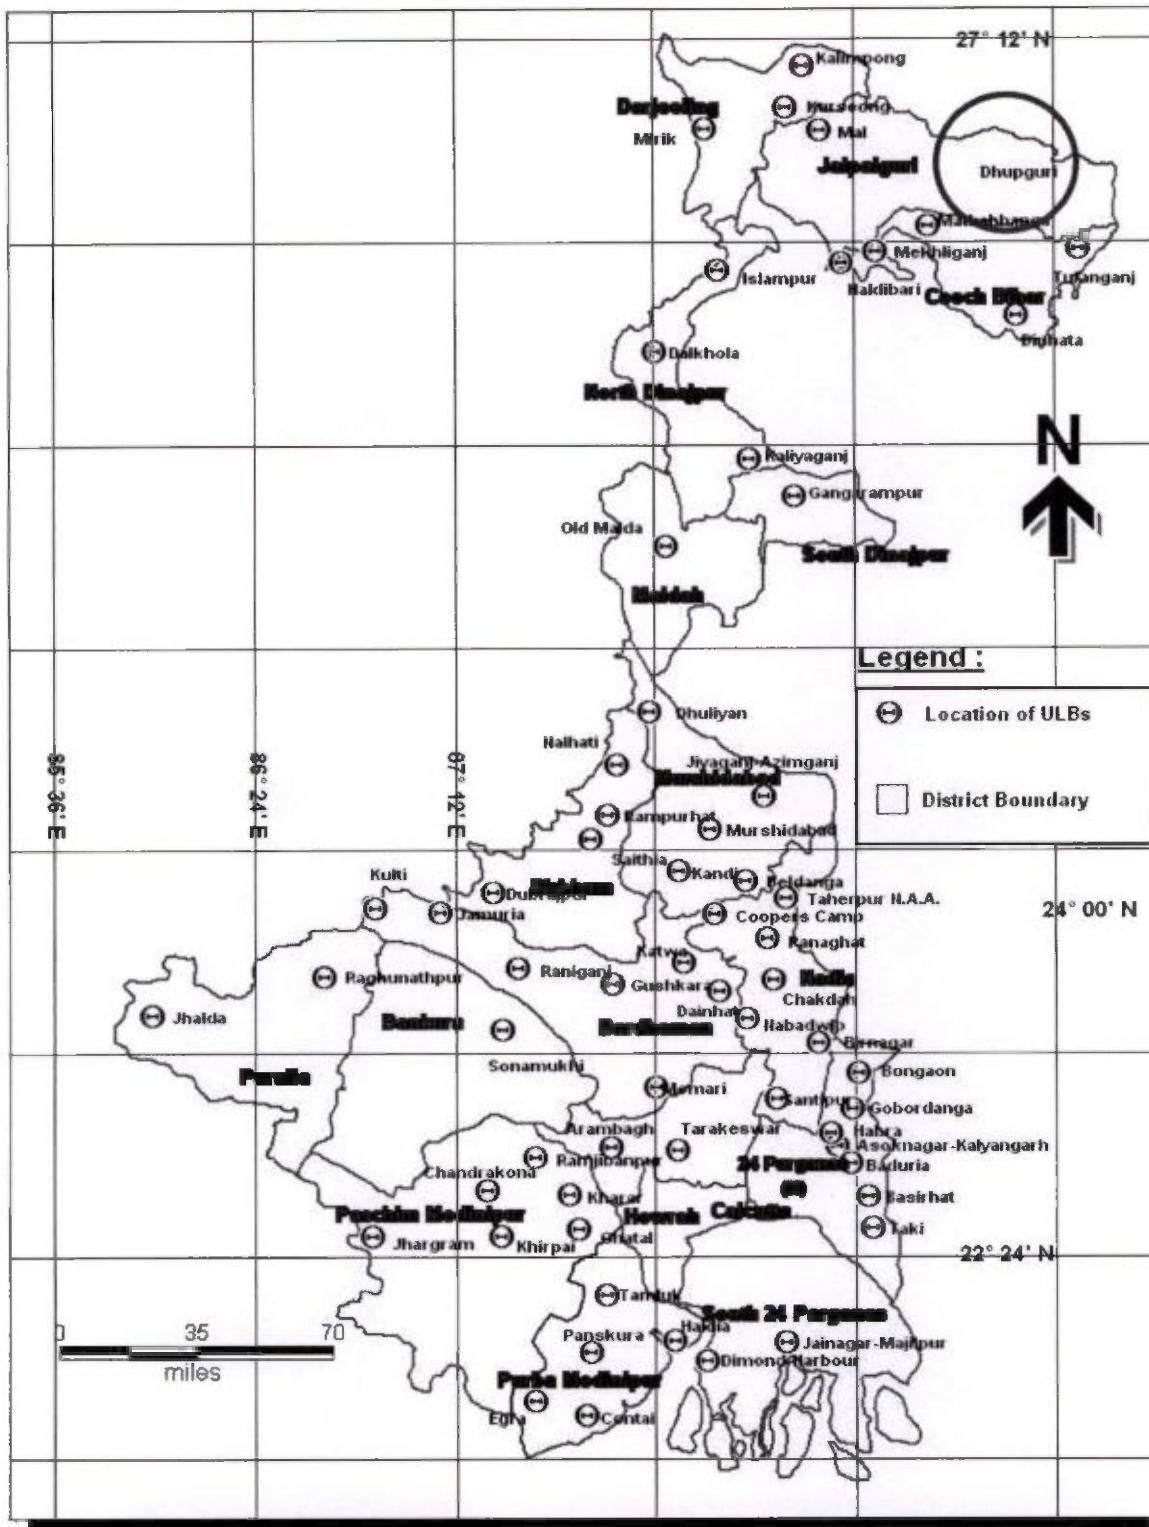 27° 12' N
Kalimpong
Darjeeling
Kurseong
Mirik
Mal
Jalpaiguri
Dhupguri
Mathabhanga
Mekhliganj
Islampur
Haldibari
Tufanganj
Cooch Bihar
Dinhata
Dalkhola
North Dinajpur
N
Kaliyaganj
Gangarampur
Old Malda
South Dinajpur
Maldah
Legend :
Location of ULBs
District Boundary
Dhuliyan
Nalhati
Jiyaganj-Azimganj
Murshidabad
85° 36' E
86° 24' E
87° 12' E
Rampurhat
Murshidabad
Saithia
Kandi
Beldanga
Kulti
Birbhum
Dubrajpur
Jamuria
Taherpur N.A.A.
24° 00' N
Coopers Camp
Ranaghat
Katwa
Raghunathpur
Raniganj
Gushkara
Nadia
Chakdah
Jhalda
Bankura
Bardhaman
Dainhat
Nabadwip
Birnagar
Sonamukhi
Purulia
Memari
Bongaon
Santipur
Gobordanga
Arambagh
Tarakeswar
Habra
Asoknagar-Kalyangarh
Ramjibanpur
24 Parganas
(N)
Baduria
Chandrakona
Kharar
Basirhat
Paschim Medinipur
Howrah
Calcutta
Taki
Jhargram
Khirpai
Ghatal
22° 24' N
Tamluk
South 24 Parganas
0
35
70
miles
Panskura
Haldia
Jainagar-Majilpur
Dimond Harbour
Purba Medinipur
Egra
Contai